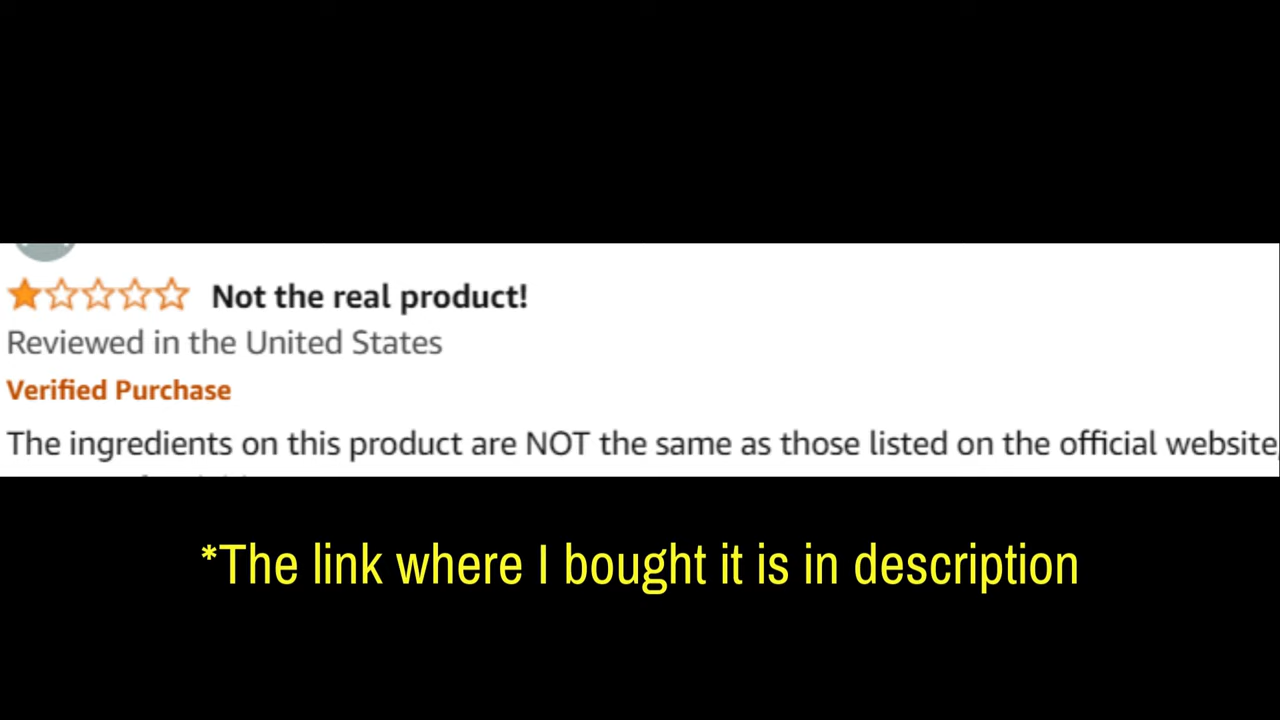 Not the real product!
Reviewed in the United States
Verified Purchase
The ingredients on this product are NOT the same as those listed on the official website,
*The link where I bought it is in description